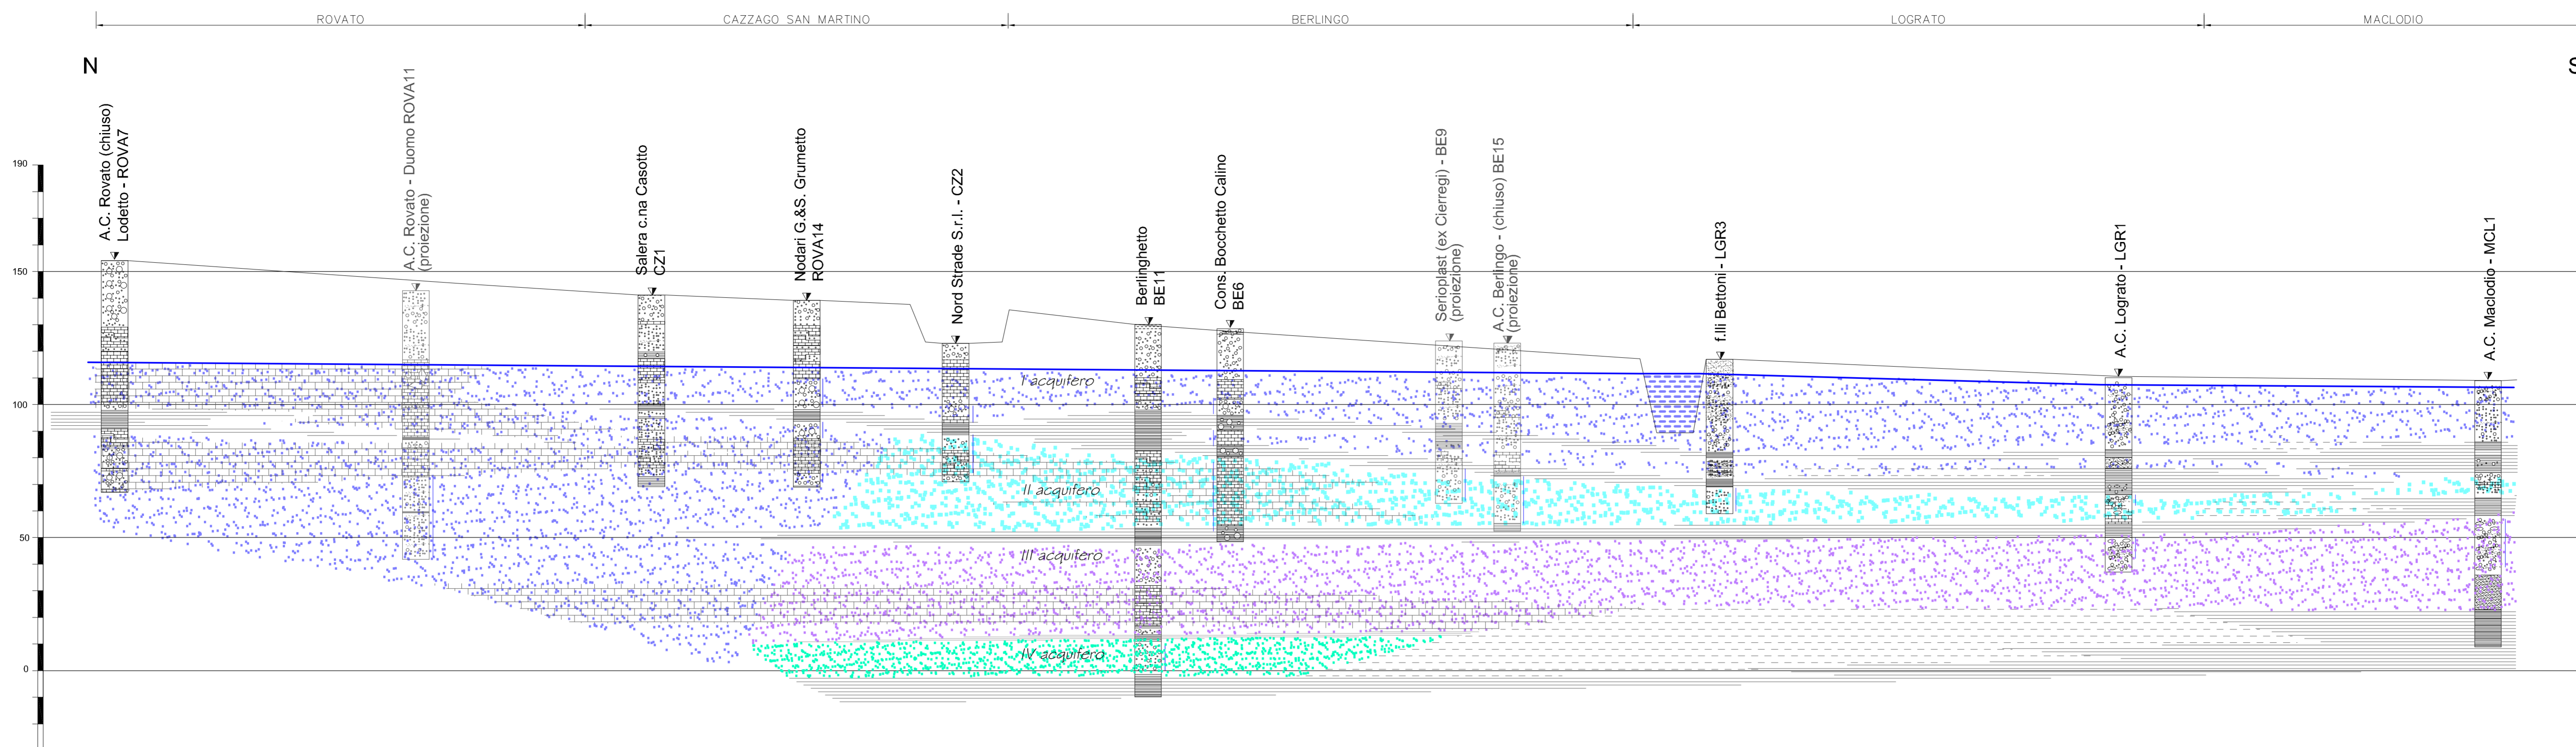 ROVATO
CAZZAGO SAN MARTINO
BERLINGO
LOGRATO
MACLODIO
N
S
A.C. Rovato (chiuso)
Lodetto - ROVA7
A.C. Rovato - Duomo ROVA11
(proiezione)
Salera c.na Casotto
CZ1
Nodari G.&S. Grumetto
ROVA14
Nord Strade S.r.l. - CZ2
Berlinghetto
BE11
Cons. Bocchetto Calino
BE6
Serioplast (ex Cierregi) - BE9
(proiezione)
A.C. Berlingo - (chiuso) BE15
(proiezione)
f.lli Bettoni - LGR3
A.C. Lograto - LGR1
A.C. Maclodio - MCL1
190
150
100
50
0
I acquifero
II acquifero
III acquifero
IV acquifero